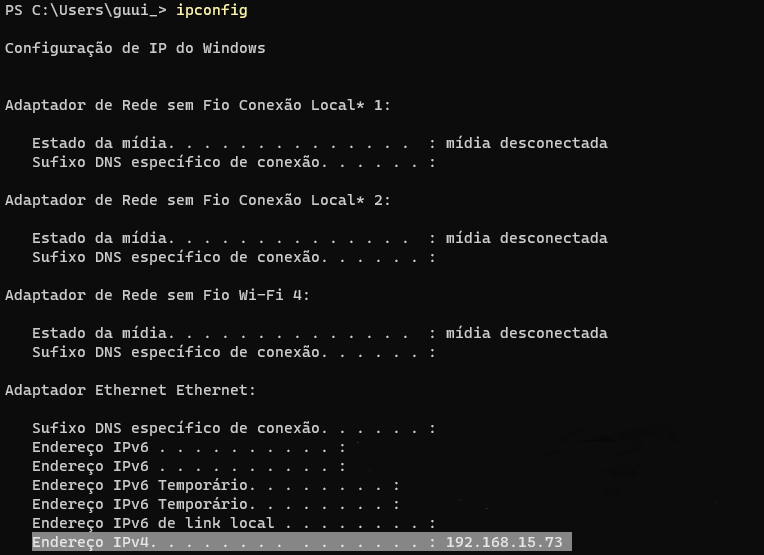 PS C:\Users\guui_> ipconfig
Configuração de IP do Windows
Adaptador de Rede sem Fio Conexão Local* 1:
Estado da mídia. . . . . . . . . . . . . . : mídia desconectada
Sufixo DNS específico de conexão. . . . . . :
Adaptador de Rede sem Fio Conexão Local* 2:
Estado da mídia. . . . . . . . . . . . . . : mídia desconectada
Sufixo DNS específico de conexão. . . . . . :
Adaptador de Rede sem Fio Wi-Fi 4:
Estado da mídia. . . . . . . . . . . . . . : mídia desconectada
Sufixo DNS específico de conexão. . . . . . :
Adaptador Ethernet Ethernet:
Sufixo DNS específico de conexão. . . . . . :
Endereço IPv6 . . . . . . . . . . :
Endereço IPv6 . . . . . . . . . . :
Endereço IPv6 Temporário. . . . . . . . :
Endereço IPv6 Temporário. . . . . . . . :
Endereço IPv6 de link local . . . . . . . . :
Endereço IPv4. . . . . . . . . . . . . . . : 192.168.15.73